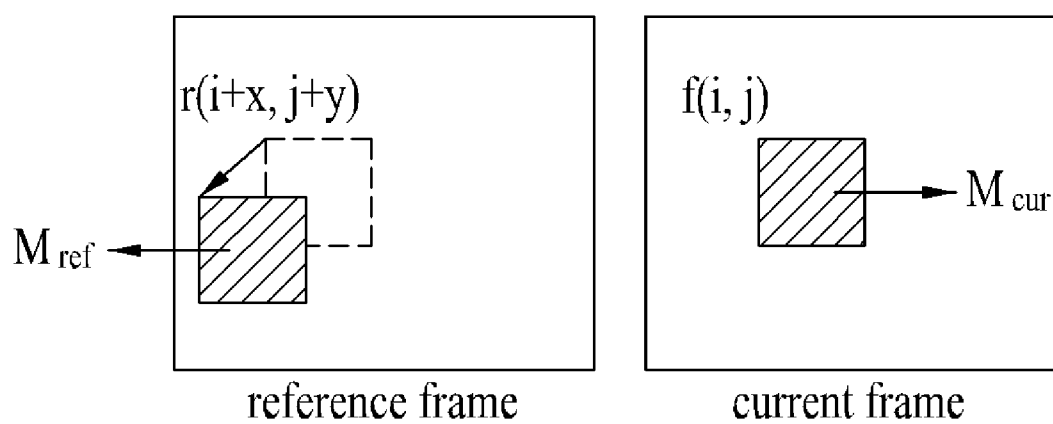 r(i+x, j+y)
f(i, j)
M ref
M cur
reference frame
current frame